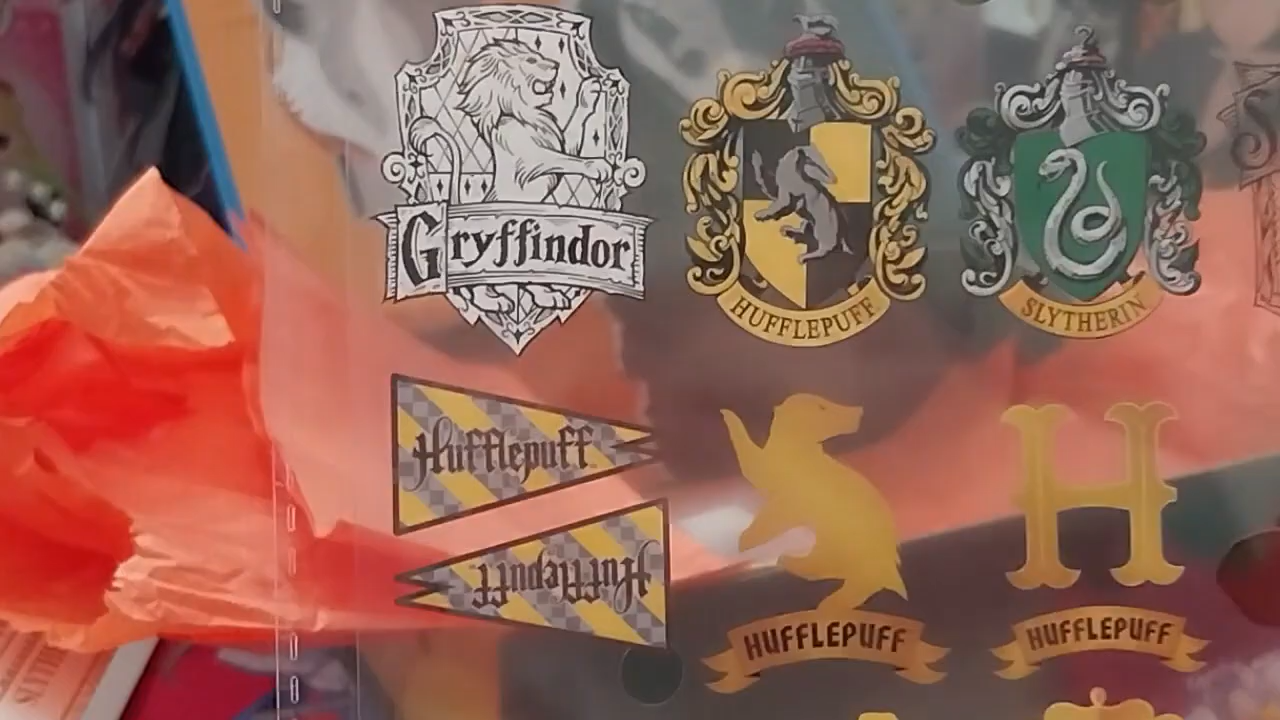 Gryffindor
HUFFLEPUFF
SLYTHERIN
Hufflepuff
Hufflepuff
HUFFLEPUFF
H
HUFFLEPUFF